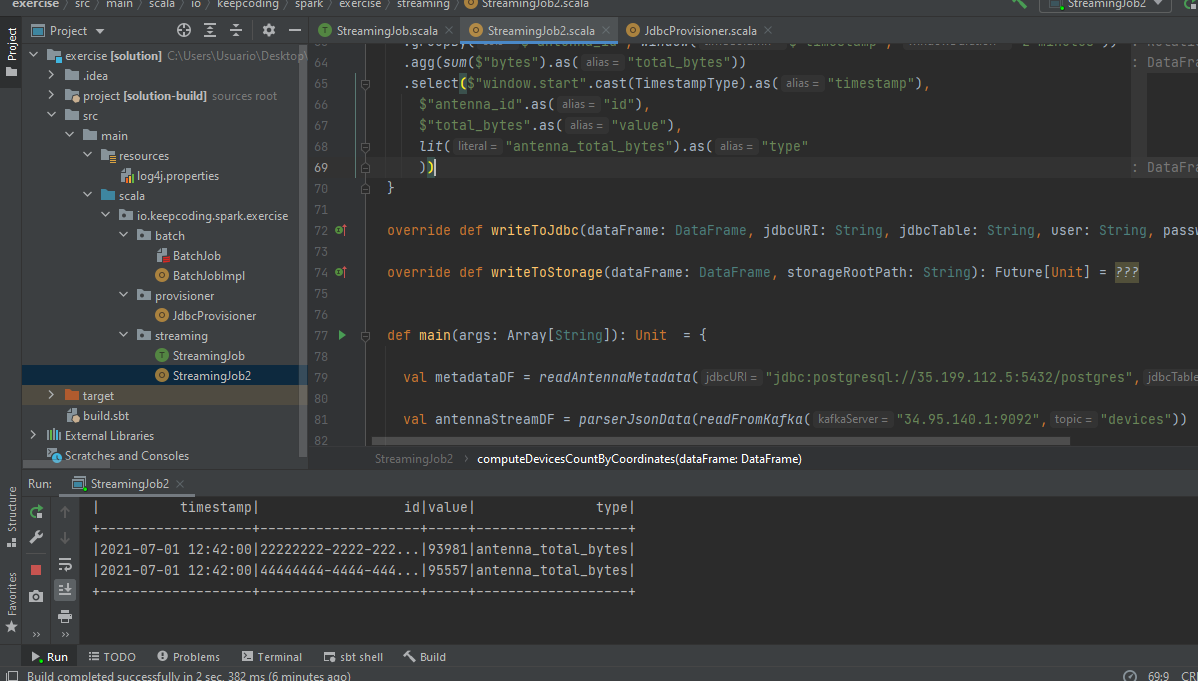 exercise › src › main › scala › io › keepcoding › spark › exercise › streaming › StreamingJob2.scala
StreamingJob2
Project
StreamingJob.scala
StreamingJob2.scala
JdbcProvisioner.scala
Project
exercise [solution] C:\Users\Usuario\Desktop\
.idea
project [solution-build] sources root
src
main
resources
log4j.properties
scala
io.keepcoding.spark.exercise
batch
BatchJob
BatchJobImpl
provisioner
JdbcProvisioner
streaming
StreamingJob
StreamingJob2
target
build.sbt
External Libraries
Scratches and Consoles
64 .agg(sum($"bytes").as( alias = "total_bytes")) : DataFra
65 .select($"window.start".cast(TimestampType).as( alias = "timestamp"),
66 $"antenna_id".as( alias = "id"),
67 $"total_bytes".as( alias = "value"),
68 lit( literal = "antenna_total_bytes").as( alias = "type"
69 )) : DataFra
70 }
71
72 override def writeToJdbc(dataFrame: DataFrame, jdbcURI: String, jdbcTable: String, user: String, passw
73
74 override def writeToStorage(dataFrame: DataFrame, storageRootPath: String): Future[Unit] = ???
75
76
77 def main(args: Array[String]): Unit = {
78
79 val metadataDF = readAntennaMetadata( jdbcURI = "jdbc:postgresql://35.199.112.5:5432/postgres", jdbcTable
80
81 val antennaStreamDF = parserJsonData(readFromKafka( kafkaServer = "34.95.140.1:9092", topic = "devices"))
82
StreamingJob2 › computeDevicesCountByCoordinates(dataFrame: DataFrame)
Run: StreamingJob2
| timestamp| id|value| type|
+-------------------+--------------------+-----+-------------------+
|2021-07-01 12:42:00|22222222-2222-222...|93981|antenna_total_bytes|
|2021-07-01 12:42:00|44444444-4444-444...|95557|antenna_total_bytes|
+-------------------+--------------------+-----+-------------------+
Structure
Favorites
Run
TODO
Problems
Terminal
sbt shell
Build
Build completed successfully in 2 sec, 382 ms (6 minutes ago)
69:9 CR